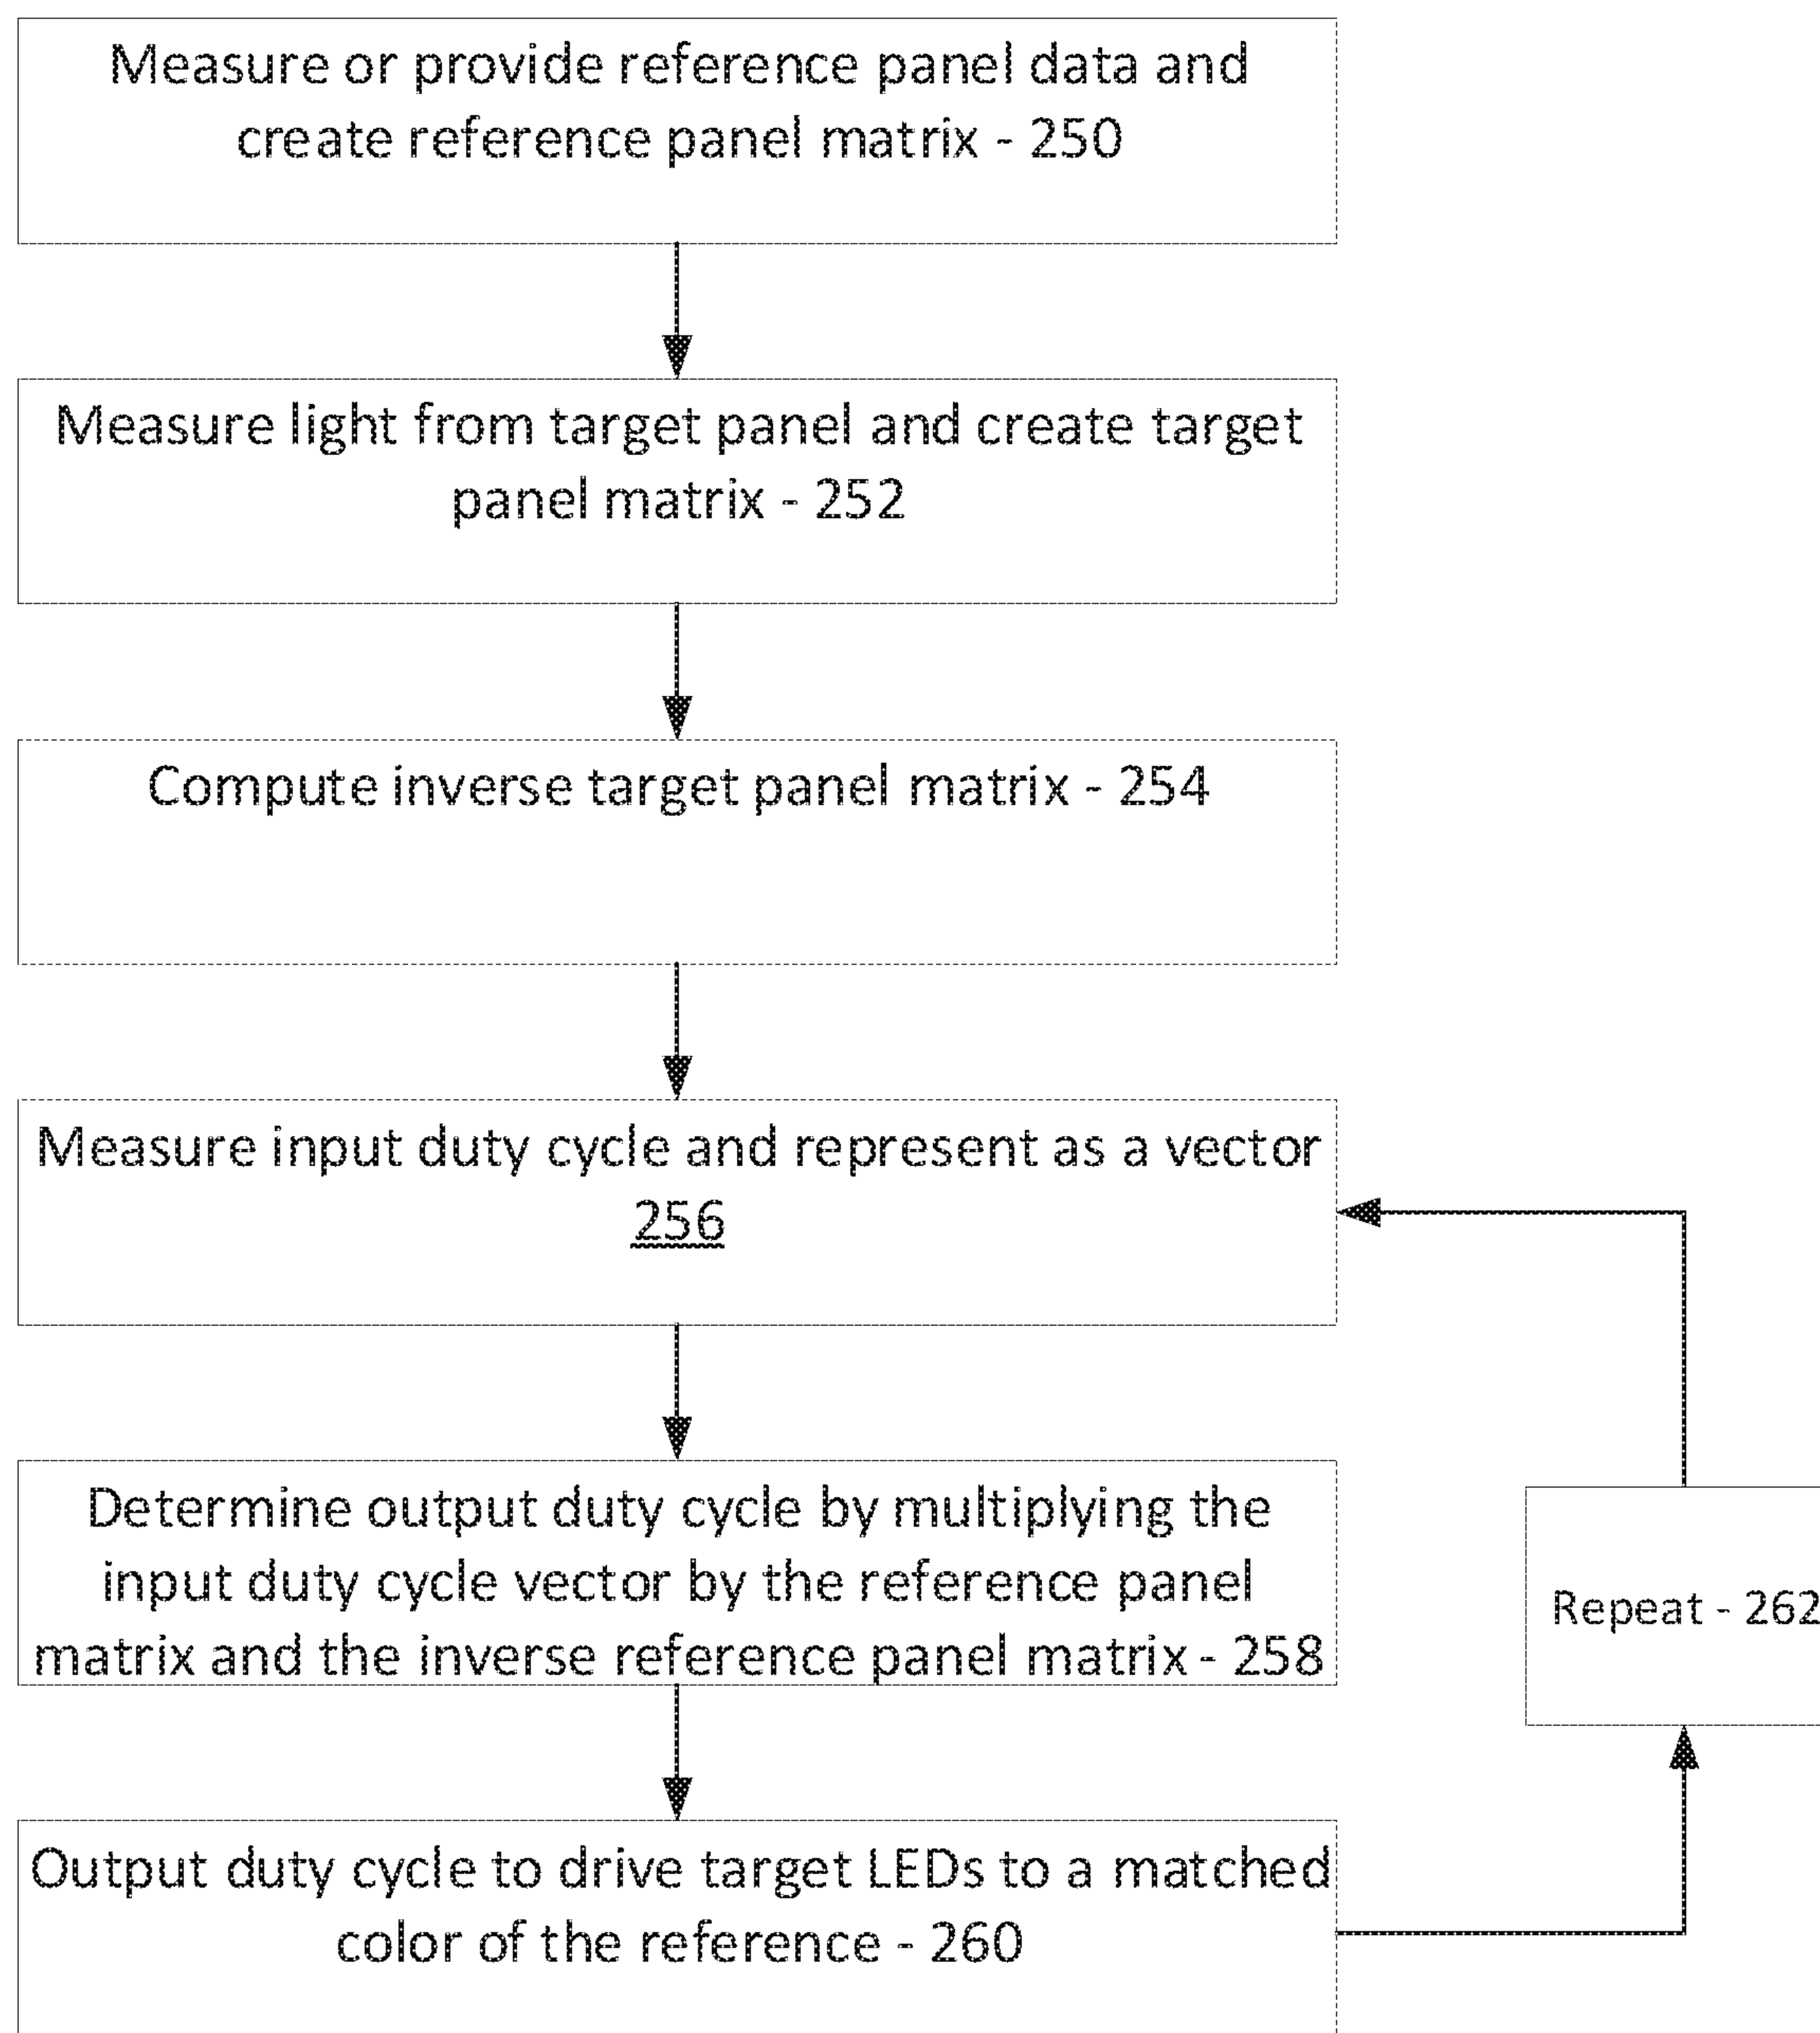 Measure or provide reference panel data and
create reference panel matrix - 250
Measure light from target panel and create target
panel matrix - 252
Compute inverse target panel matrix - 254
Measure input duty cycle and represent as a vector
256
Determine output duty cycle by multiplying the
input duty cycle vector by the reference panel
matrix and the inverse reference panel matrix - 258
Repeat - 262
Output duty cycle to drive target LEDs to a matched
color of the reference - 260